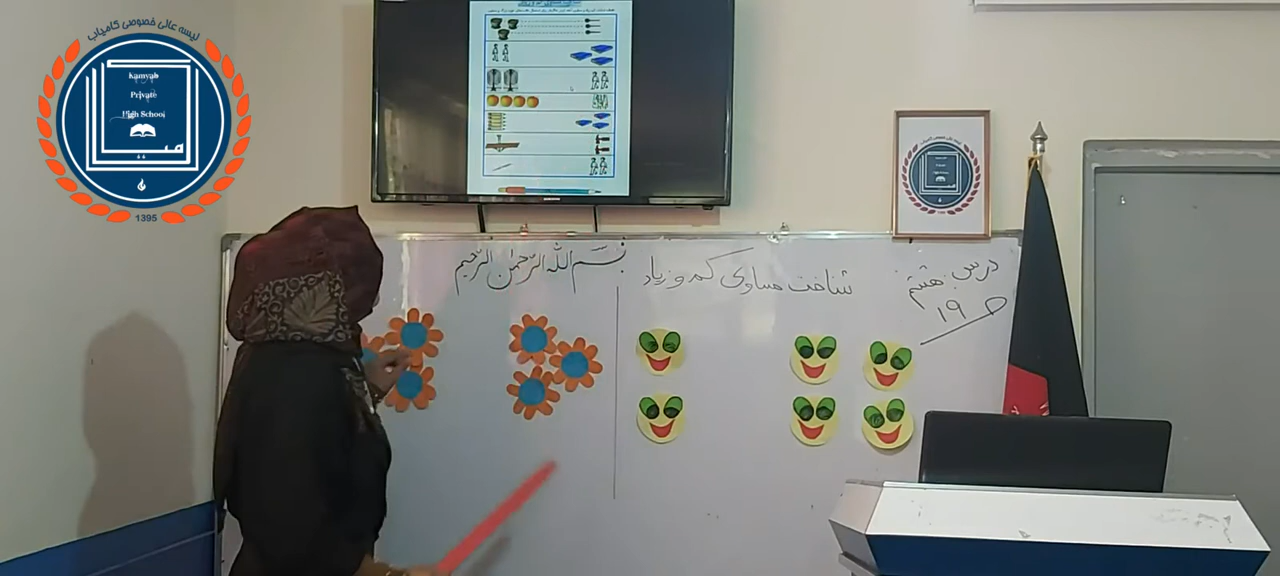 لیسه عالی خصوصی کامیاب
Kamyab
Private
High School
1395
بسم الله الرحمن الرحیم
شناخت مساوی کم و زیاد
درس هشتم
ص ۱۹